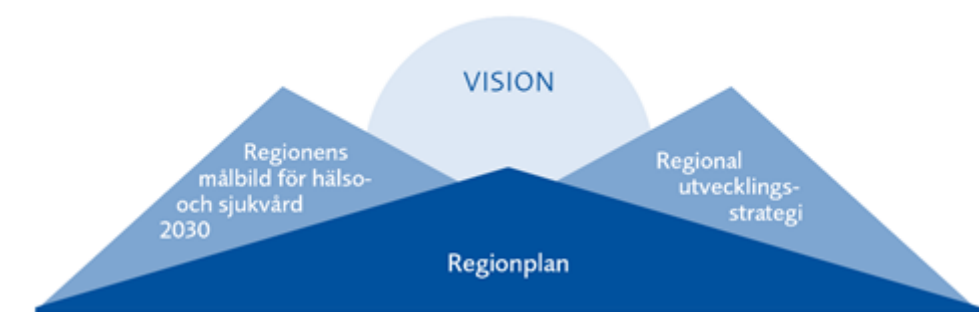 VISION
Regionens
målbild för hälso-
och sjukvård
2030
Regional
utvecklings-
strategi
Regionplan